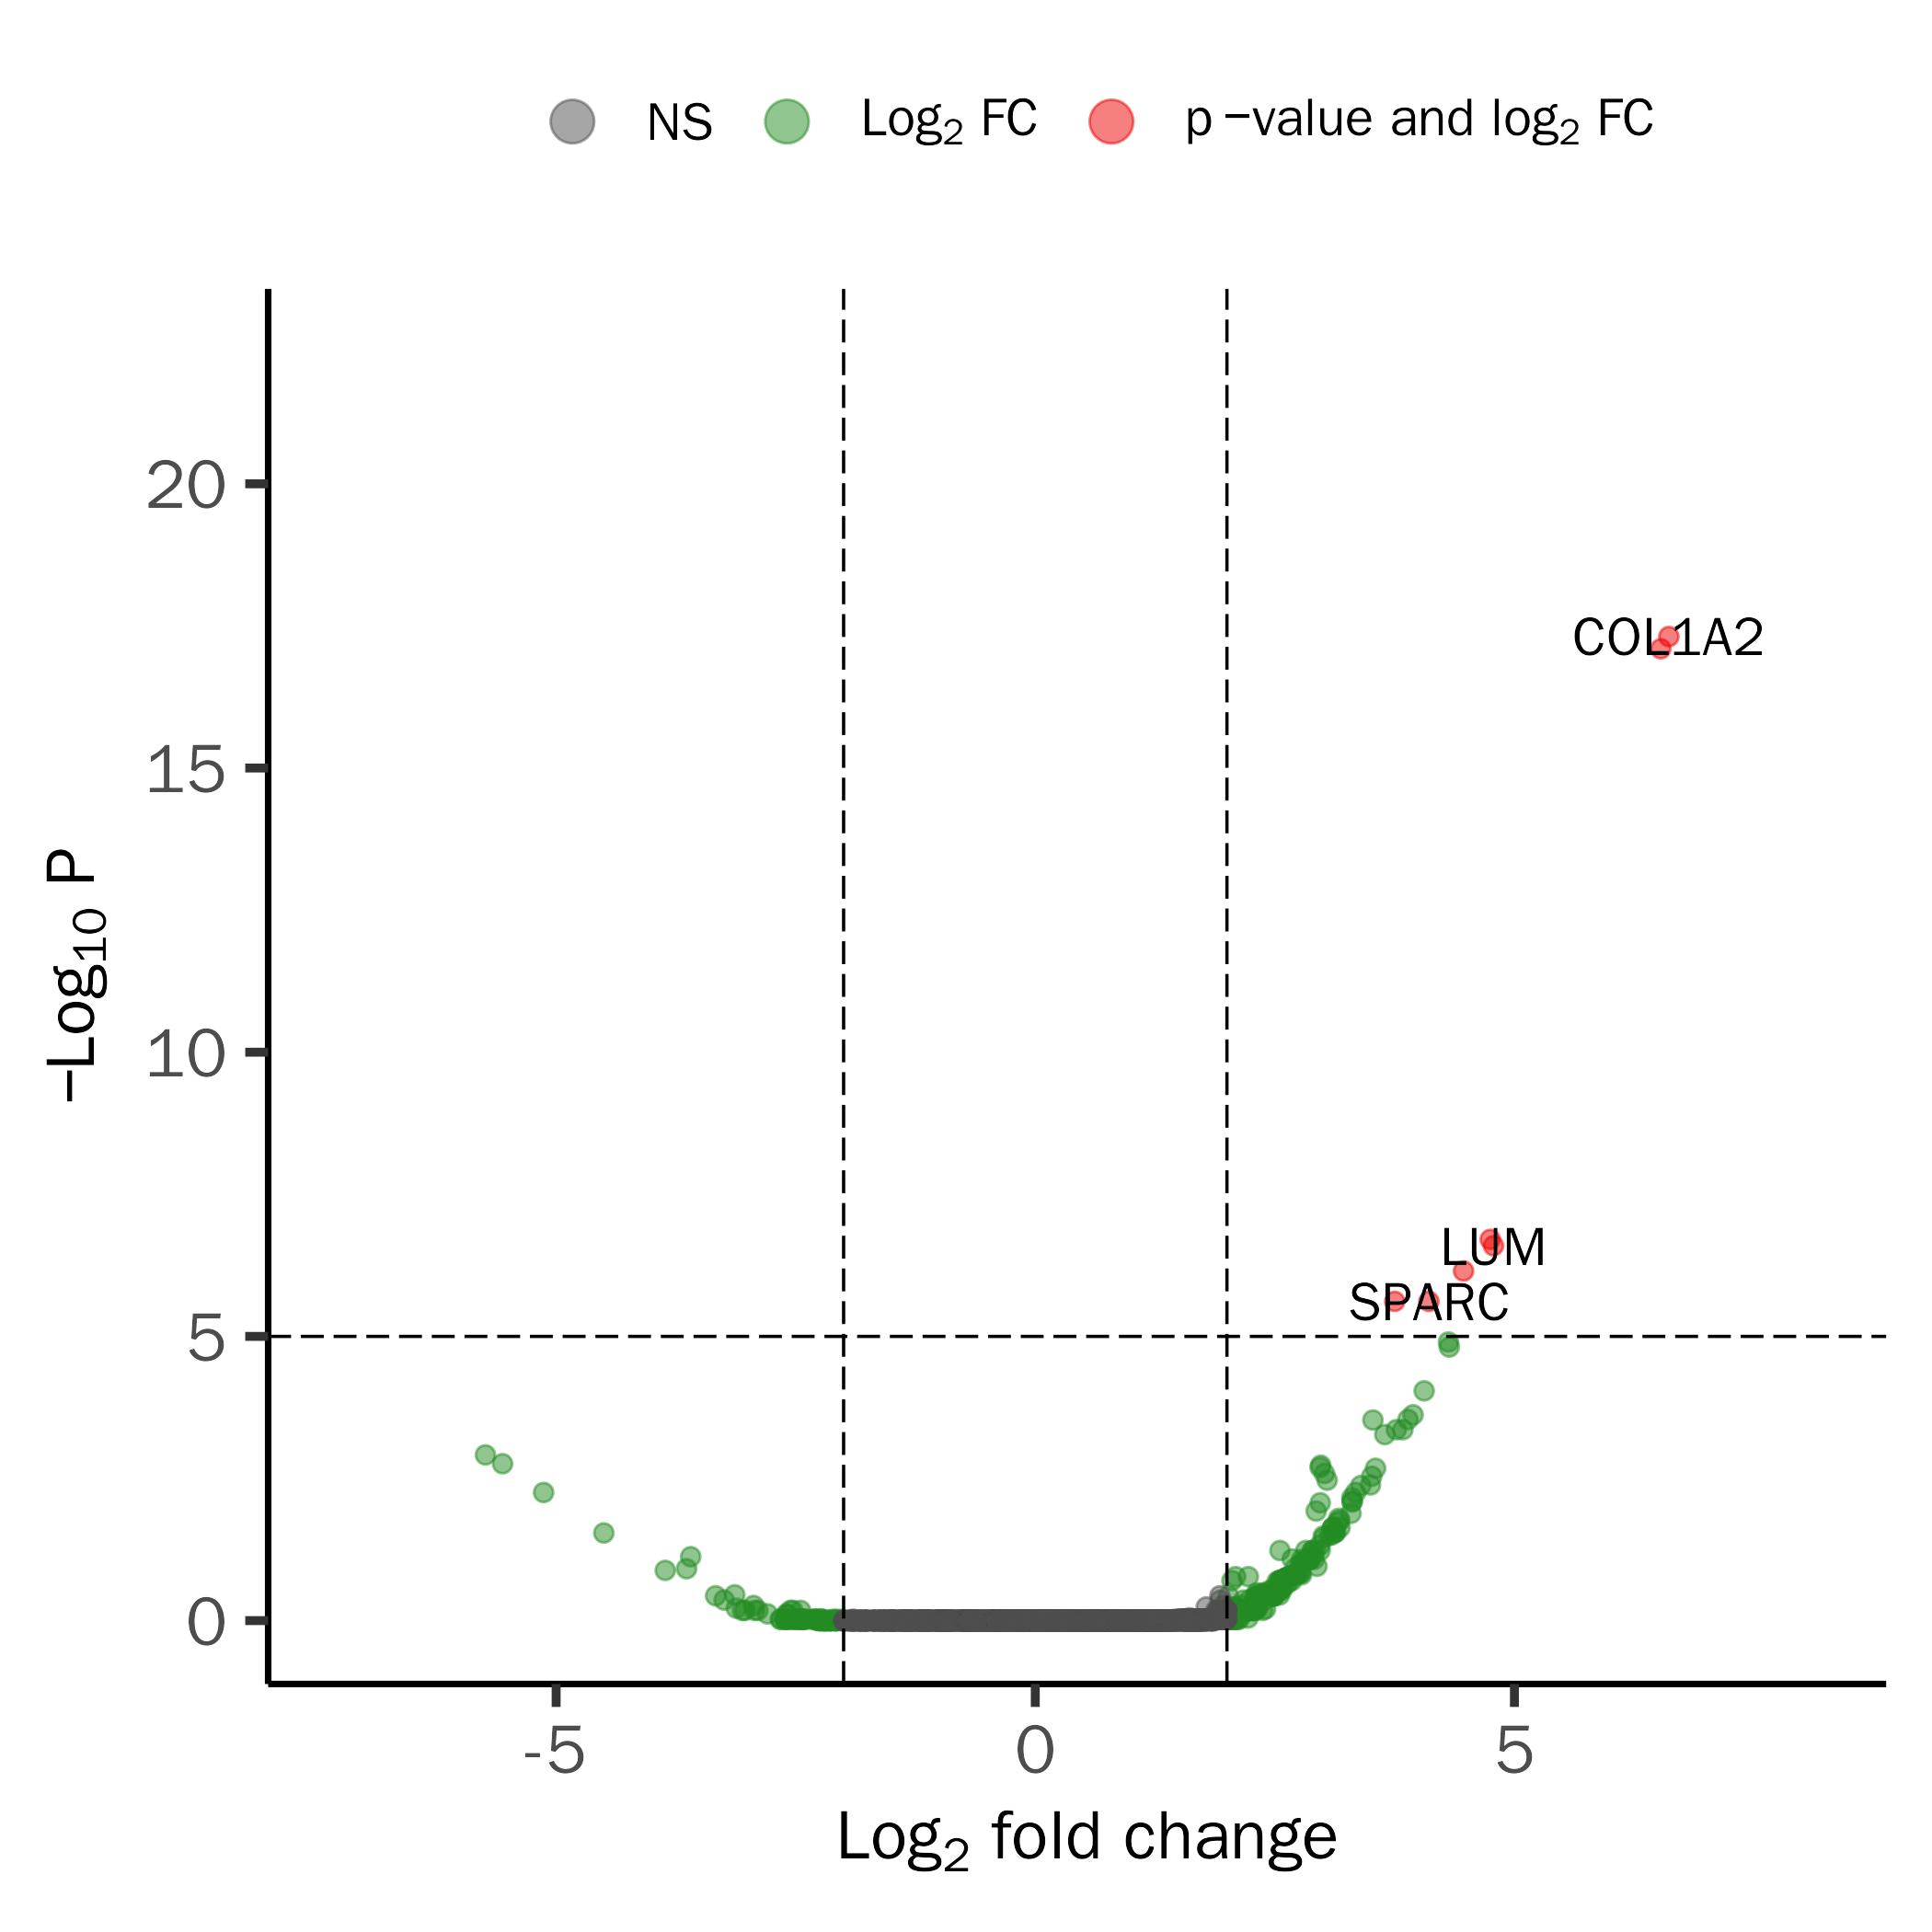 NS Log₂ FC p −value and log₂ FC
−Log₁₀ P
20
15
10
5
0
COL1A2
LUM
SPARC
-5 0 5
Log₂ fold change